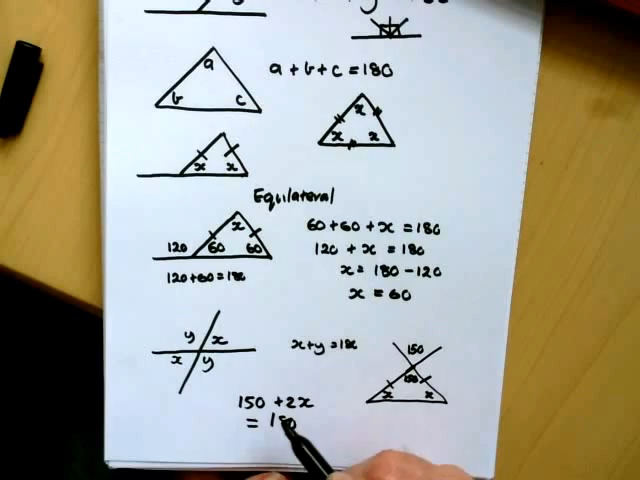 a
b
c
a + b + c = 180
x
x
x
x
x
Equilateral
x
120
60
60
60 + 60 + x = 180
120 + x = 180
120 + 60 = 180
x = 180 - 120
x = 60
y
x
x
y
x + y = 180
150
150
x
x
150 + 2x
= 180